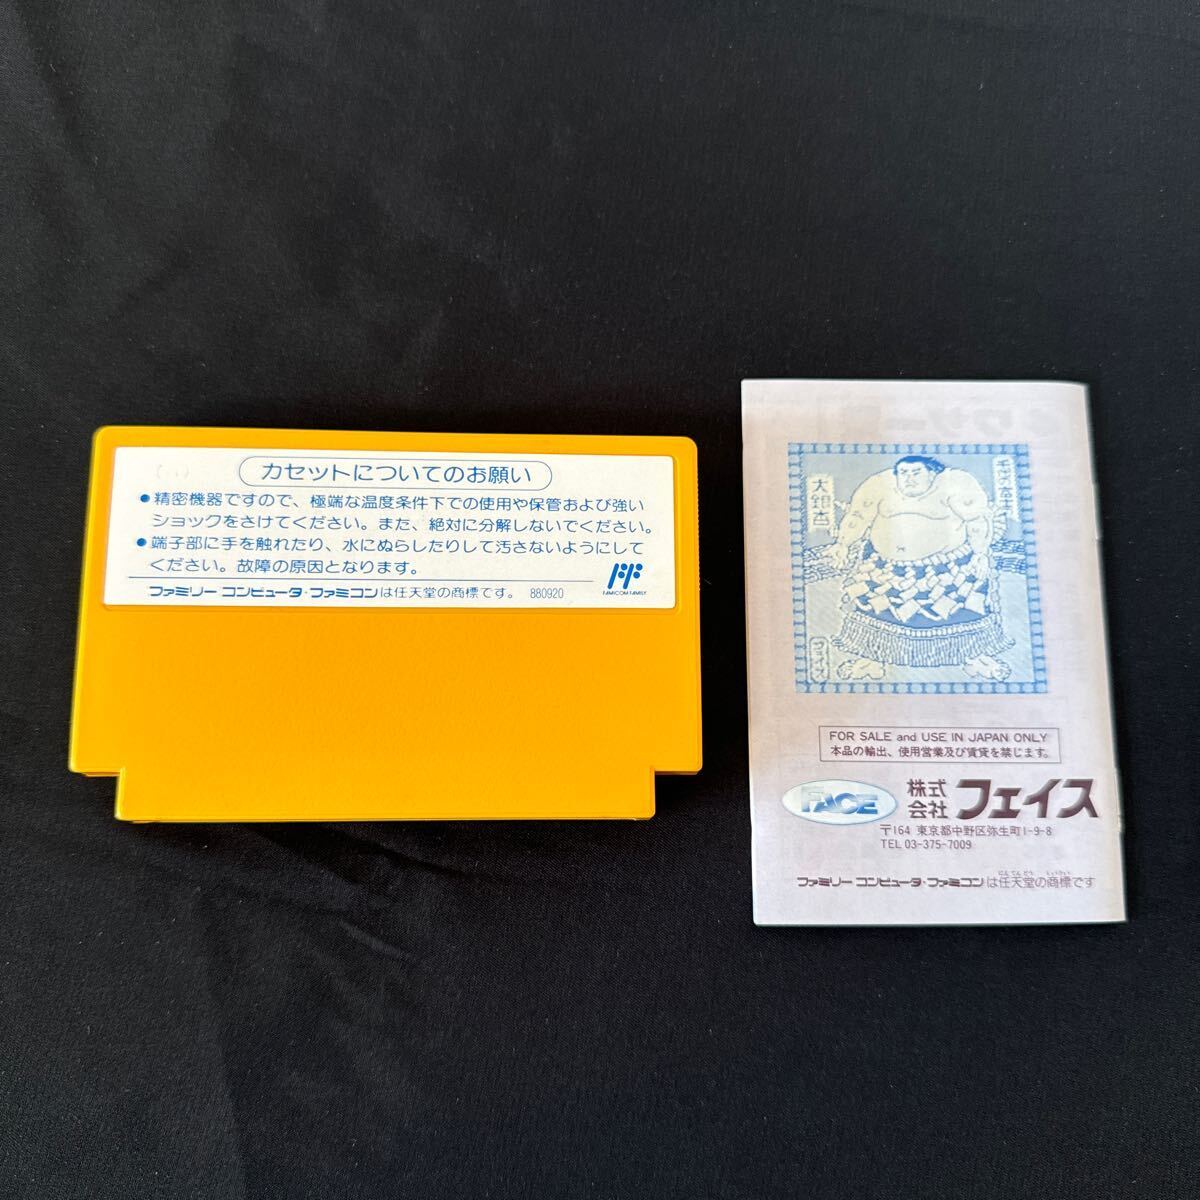 カセットについてのお願い
●精密機器ですので、極端な温度条件下での使用や保管および強い
ショックをさけてください。また、絶対に分解しないでください。
●端子部に手を触れたり、水にぬらしたりして汚さないようにして
ください。故障の原因となります。
FAMICOM FAMILY
ファミリーコンピュータ・ファミコンは任天堂の商標です。 880920
大銀杏
フェイス
FOR SALE and USE IN JAPAN ONLY
本品の輸出、使用営業及び賃貸を禁じます。
FACE 株式会社フェイス
〒164 東京都中野区弥生町1-9-8
TEL 03-375-7009
ファミリーコンピュータ・ファミコンは任天堂の商標です